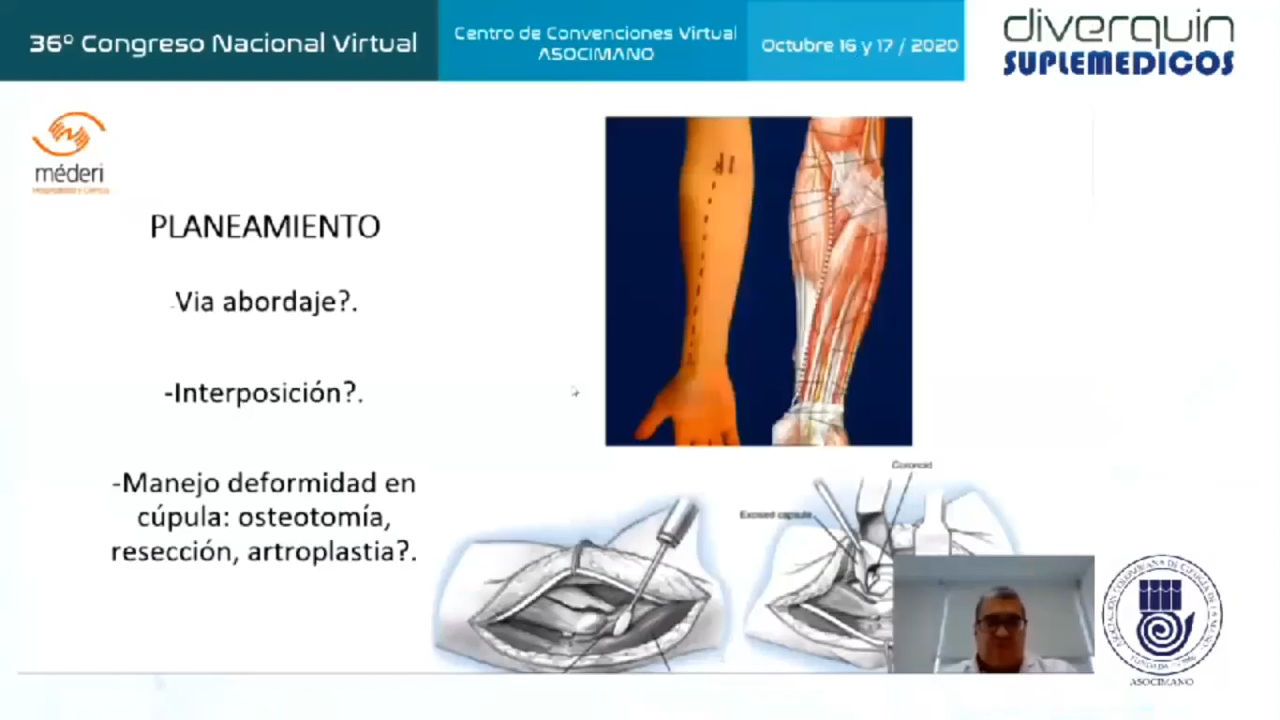 36º Congreso Nacional Virtual
Centro de Convenciones Virtual
ASOCIMANO
Octubre 16 y 17 / 2020
diverquin
SUPLEMEDICOS
méderi
PLANEAMIENTO
-Via abordaje?.
-Interposición?.
-Manejo deformidad en
cúpula: osteotomía,
resección, artroplastia?.
Coronoid
Exposed capsule
ASOCIMANO